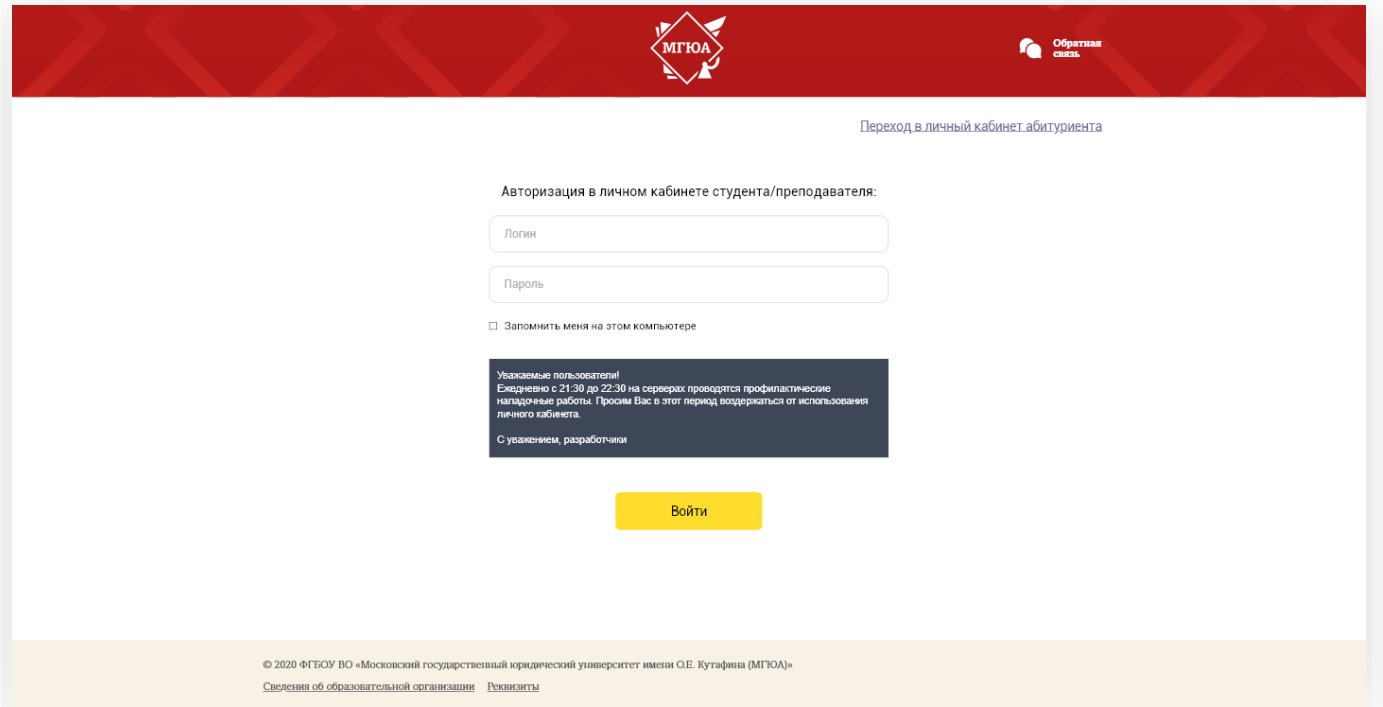 МГЮА
Обратная
связь
Переход в личный кабинет абитуриента
Авторизация в личном кабинете студента/преподавателя:
Логин
Пароль
Запомнить меня на этом компьютере
Уважаемые пользователи!
Ежедневно с 21:30 до 22:30 на серверах проводятся профилактические
наладочные работы. Просим Вас в этот период воздержаться от использования
личного кабинета.
С уважением, разработчики
Войти
© 2020 ФГБОУ ВО «Московский государственный юридический университет имени О.Е. Кутафина (МГЮА)»
Сведения об образовательной организации Реквизиты